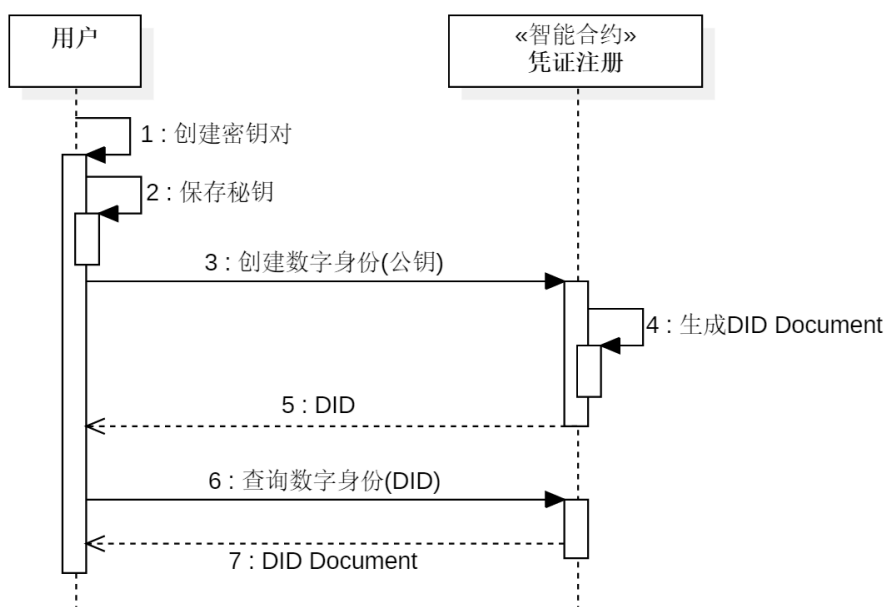 用户
«智能合约»
凭证注册
1 : 创建密钥对
2 : 保存秘钥
3 : 创建数字身份(公钥)
4 : 生成DID Document
5 : DID
6 : 查询数字身份(DID)
7 : DID Document